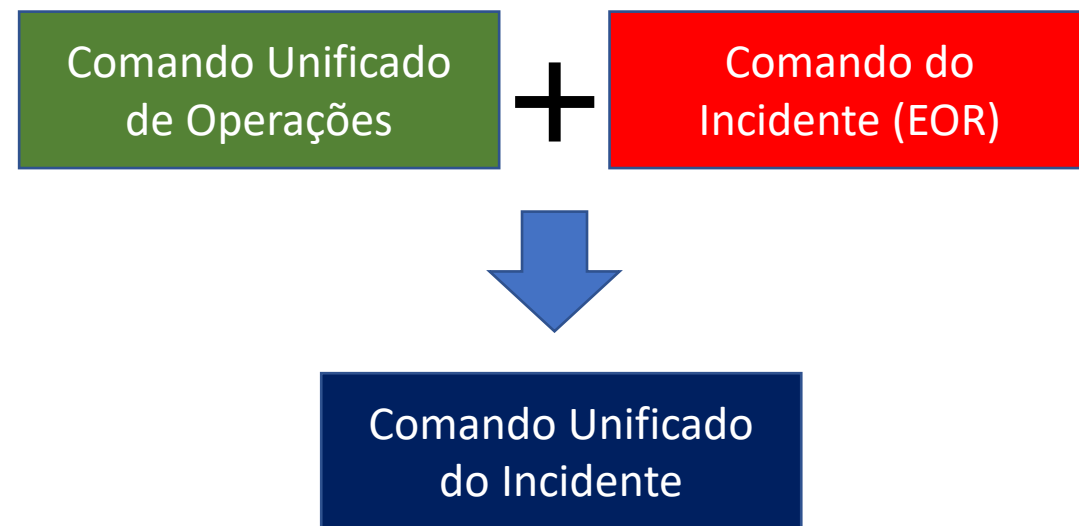 Comando Unificado
de Operações
+
Comando do
Incidente (EOR)
Comando Unificado
do Incidente